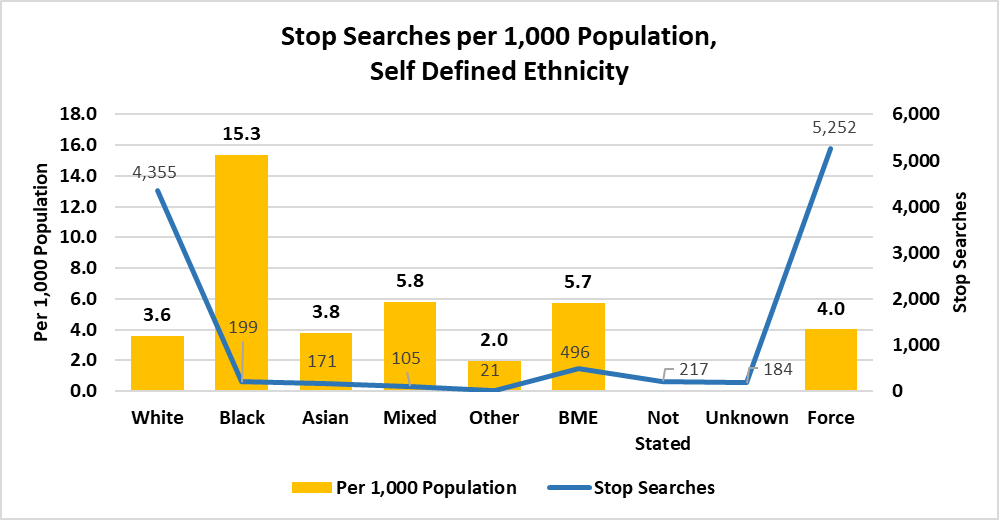 Stop Searches per 1,000 Population,
Self Defined Ethnicity
18.0
16.0
14.0
12.0
10.0
8.0
6.0
4.0
2.0
0.0
Per 1,000 Population
6,000
5,000
4,000
3,000
2,000
1,000
0
Stop Searches
4,355
3.6
15.3
199
3.8
171
5.8
105
2.0
21
5.7
496
217
184
5,252
4.0
White
Black
Asian
Mixed
Other
BME
Not
Stated
Unknown
Force
Per 1,000 Population
Stop Searches